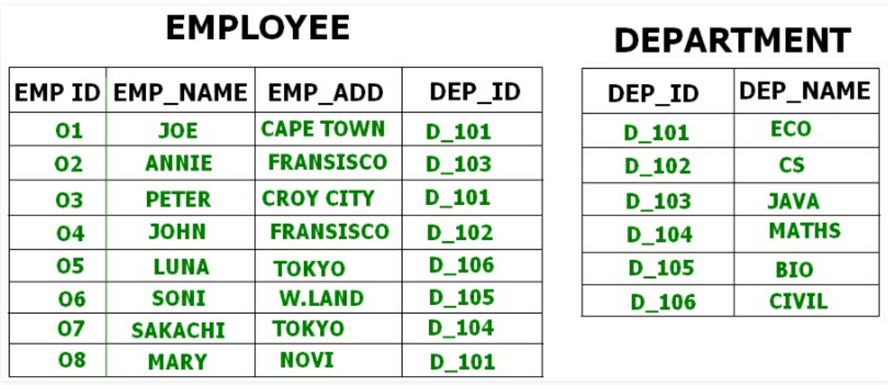 EMPLOYEE
EMP ID EMP_NAME EMP_ADD DEP_ID
O1 JOE CAPE TOWN D_101
O2 ANNIE FRANSISCO D_103
O3 PETER CROY CITY D_101
O4 JOHN FRANSISCO D_102
O5 LUNA TOKYO D_106
O6 SONI W.LAND D_105
O7 SAKACHI TOKYO D_104
O8 MARY NOVI D_101
DEPARTMENT
DEP_ID DEP_NAME
D_101 ECO
D_102 CS
D_103 JAVA
D_104 MATHS
D_105 BIO
D_106 CIVIL